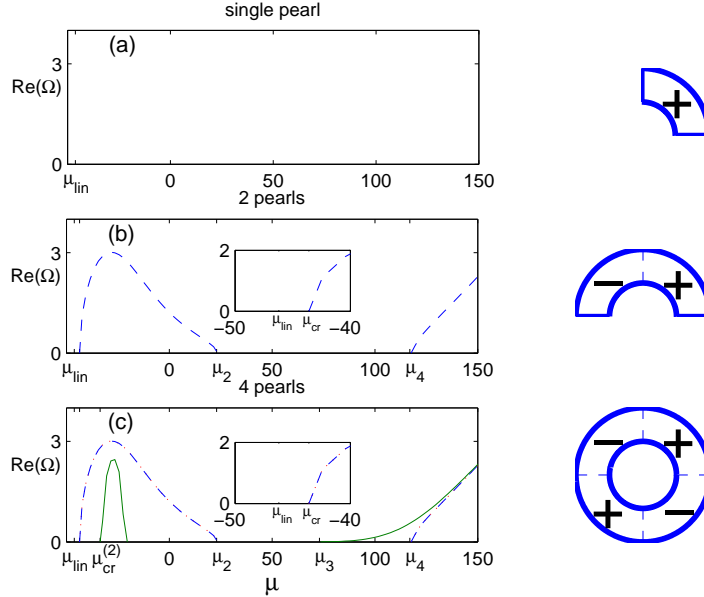 single pearl
(a)
3
Re(Ω)
0
μlin 0 50 100 150
+
2 pearls
(b)
3
Re(Ω)
0
2
0
−50 μlin μcr −40
μlin 0 μ2 50 100 μ4 150
− +
4 pearls
(c)
3
Re(Ω)
0
2
0
−50 μlin μcr −40
μlin μcr(2) 0 μ2 50 μ3 100 μ4 150
μ
− +
+ −